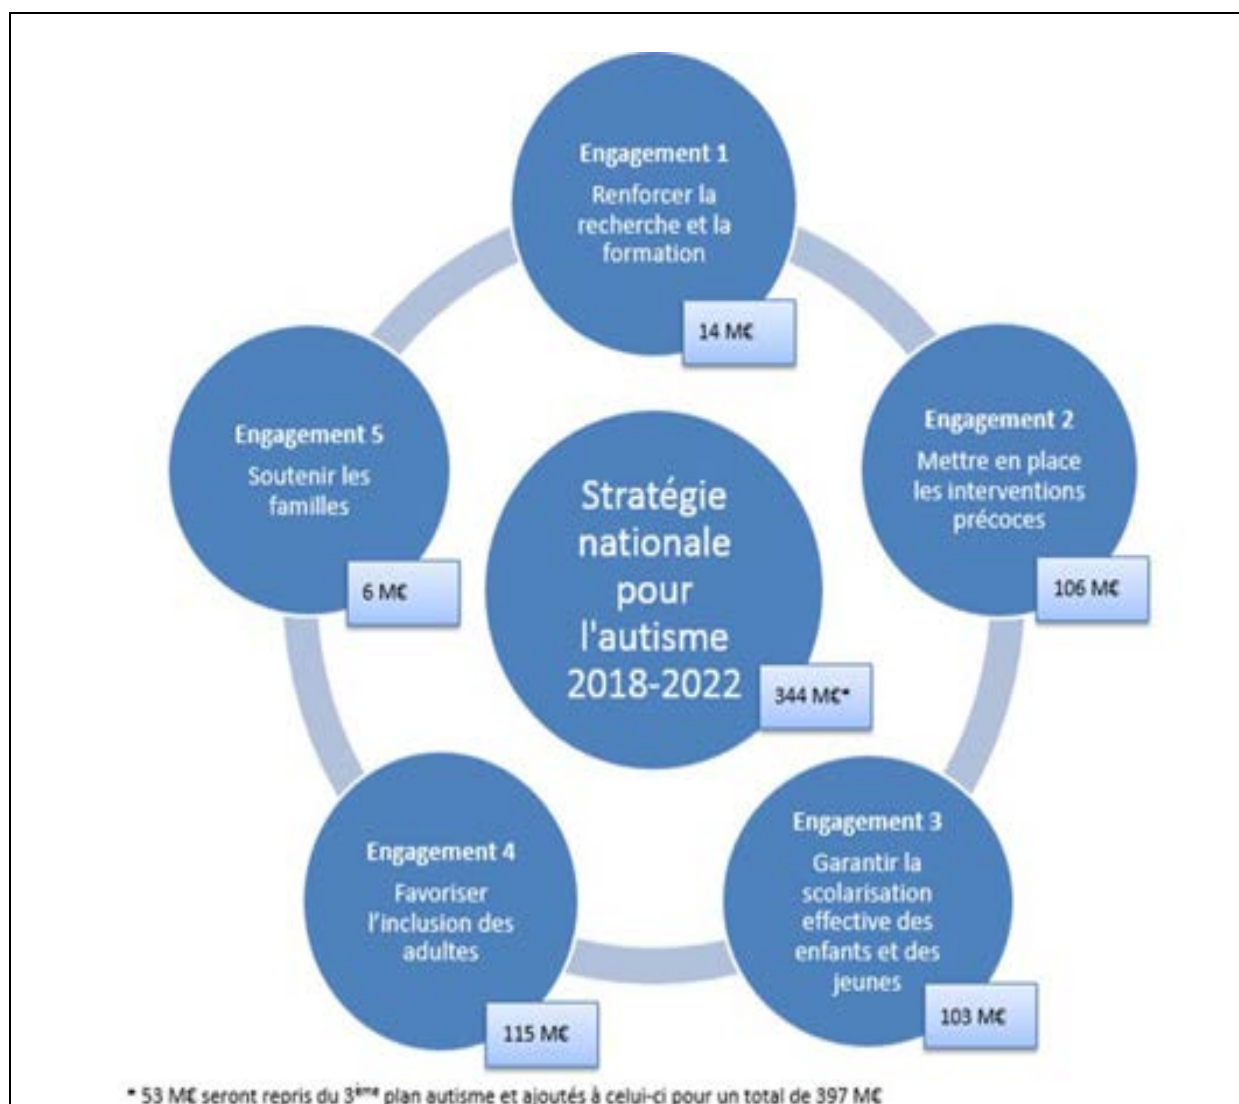 Engagement 1
Renforcer la
recherche et la
formation
14 M€
Engagement 2
Mettre en place
les interventions
précoces
106 M€
Engagement 3
Garantir la
scolarisation
effective des
enfants et des
jeunes
103 M€
Engagement 4
Favoriser
l'inclusion des
adultes
115 M€
Engagement 5
Soutenir les
familles
6 M€
Stratégie
nationale
pour
l'autisme
2018-2022
344 M€*
* 53 M€ seront repris du 3ème plan autisme et ajoutés à celui-ci pour un total de 397 M€